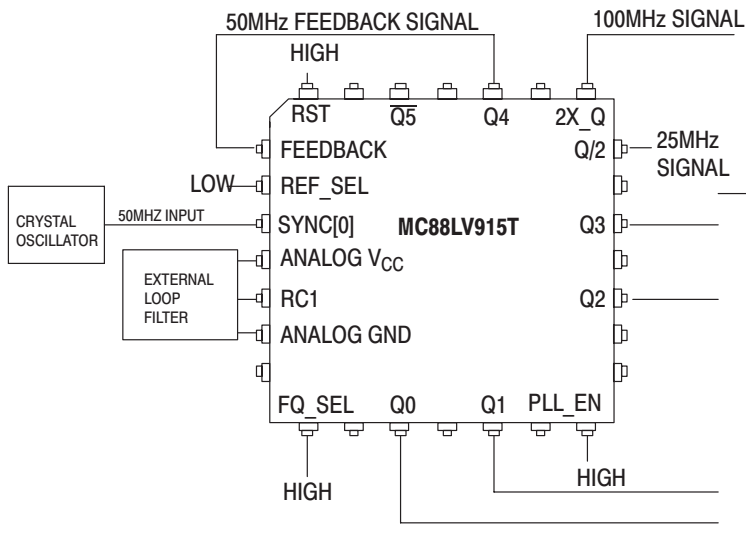 50MHz FEEDBACK SIGNAL
100MHz SIGNAL
HIGH
RST
Q5
Q4
2X_Q
FEEDBACK
Q/2
25MHz
SIGNAL
LOW
REF_SEL
CRYSTAL
OSCILLATOR
50MHZ INPUT
SYNC[0]
MC88LV915T
Q3
ANALOG VCC
EXTERNAL
LOOP
FILTER
RC1
Q2
ANALOG GND
FQ_SEL
Q0
Q1
PLL_EN
HIGH
HIGH